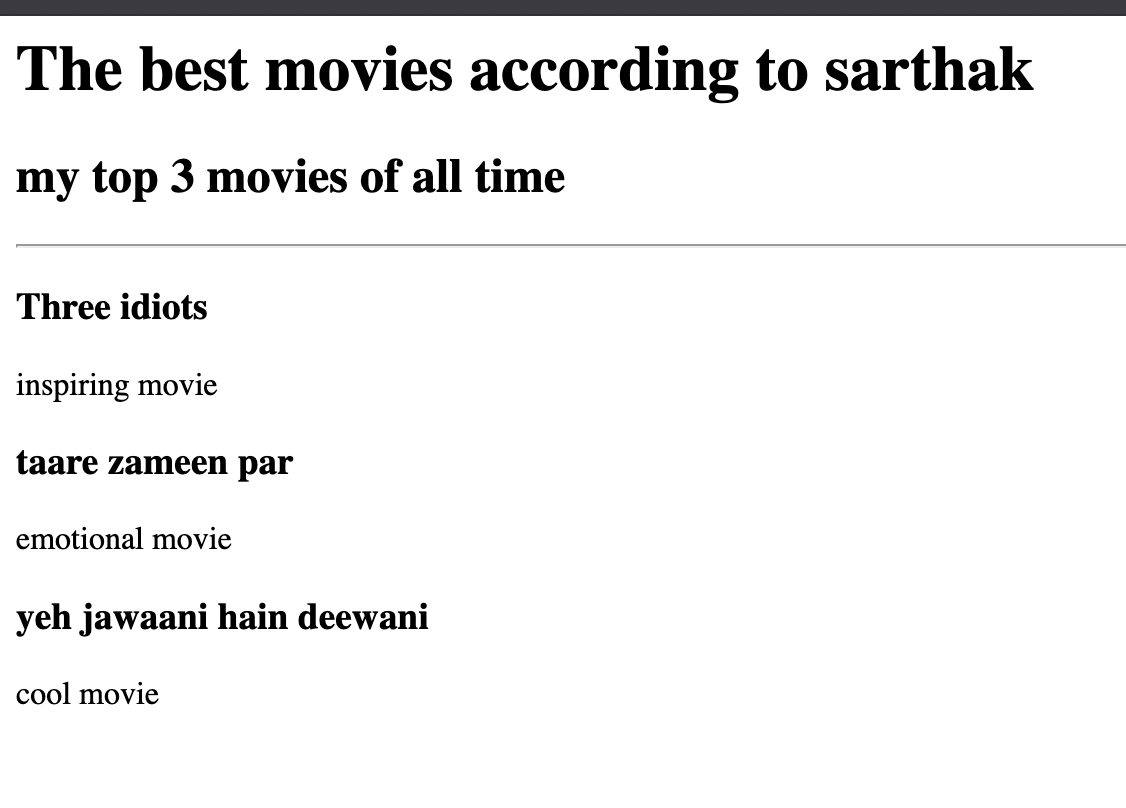 The best movies according to sarthak
my top 3 movies of all time
Three idiots
inspiring movie
taare zameen par
emotional movie
yeh jawaani hain deewani
cool movie